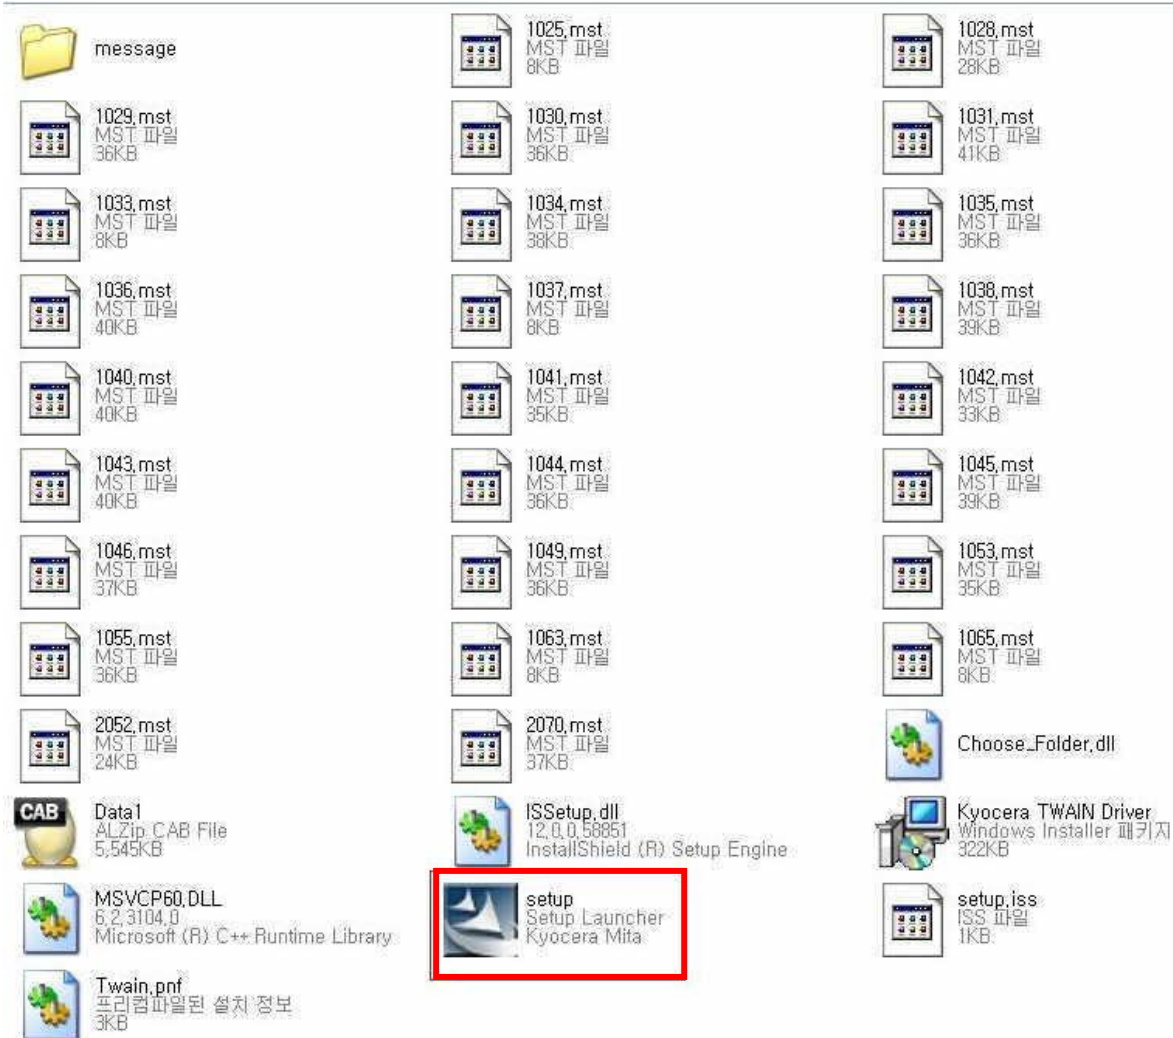 message
1025.mst
MST 파일
8KB
1028.mst
MST 파일
28KB
1029.mst
MST 파일
36KB
1030.mst
MST 파일
36KB
1031.mst
MST 파일
41KB
1033.mst
MST 파일
8KB
1034.mst
MST 파일
38KB
1035.mst
MST 파일
36KB
1036.mst
MST 파일
40KB
1037.mst
MST 파일
8KB
1038.mst
MST 파일
39KB
1040.mst
MST 파일
40KB
1041.mst
MST 파일
35KB
1042.mst
MST 파일
33KB
1043.mst
MST 파일
40KB
1044.mst
MST 파일
36KB
1045.mst
MST 파일
39KB
1046.mst
MST 파일
37KB
1049.mst
MST 파일
36KB
1053.mst
MST 파일
35KB
1055.mst
MST 파일
36KB
1063.mst
MST 파일
8KB
1065.mst
MST 파일
8KB
2052.mst
MST 파일
24KB
2070.mst
MST 파일
37KB
Choose_Folder.dll
CAB
Data1
ALZip CAB File
5,545KB
ISSetup.dll
12.0.0.58851
InstallShield (R) Setup Engine
Kyocera TWAIN Driver
Windows Installer 패키지
322KB
MSVCP60.DLL
6.2.3104.0
Microsoft (R) C++ Runtime Library
setup
Setup Launcher
Kyocera Mita
setup.iss
ISS 파일
1KB
Twain.pnf
프리컴파일된 설치 정보
3KB